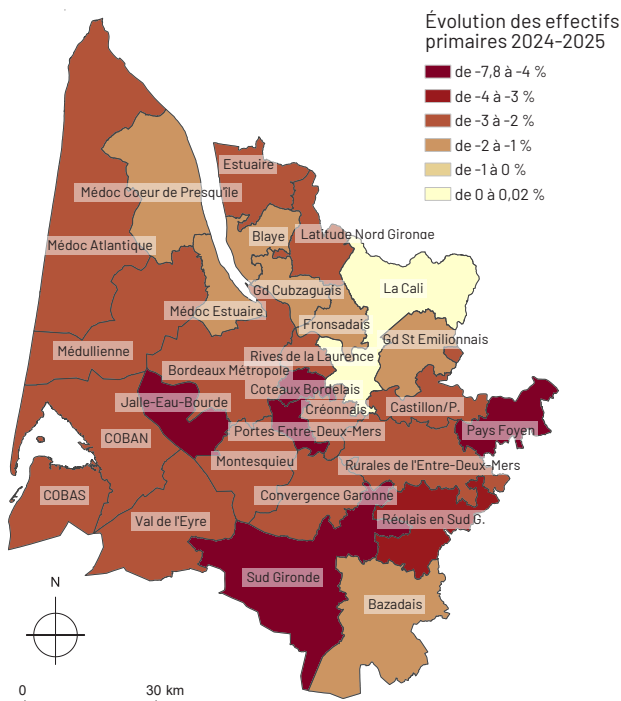 Évolution des effectifs
primaires 2024-2025
de -7,8 à -4 %
de -4 à -3 %
de -3 à -2 %
de -2 à -1 %
de -1 à 0 %
de 0 à 0,02 %
Estuaire
Médoc Coeur de Presqu'île
Blaye
Latitude Nord Gironde
Médoc Atlantique
La Cali
Gd Cubzaguais
Médoc Estuaire
Fronsadais
Gd St Emilionnais
Médullienne
Rives de la Laurence
Bordeaux Métropole
Coteaux Bordelais
Jalle-Eau-Bourde
Créonnais
Castillon/P.
Portes Entre-Deux-Mers
Pays Foyen
COBAN
Montesquieu
Rurales de l'Entre-Deux-Mers
COBAS
Convergence Garonne
Val de l'Eyre
Réolais en Sud G.
Sud Gironde
Bazadais
N
0
30 km